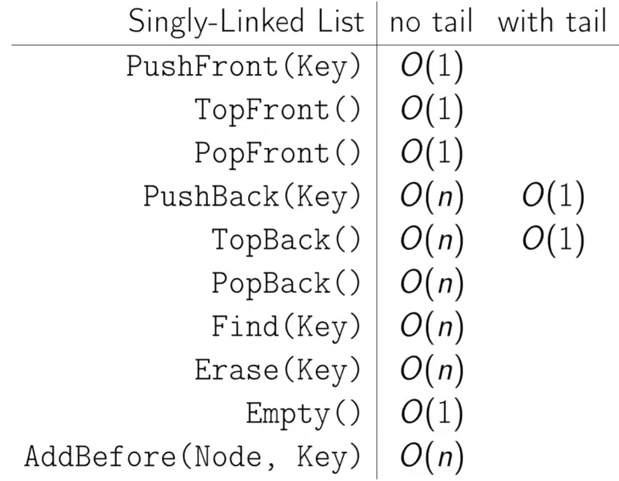 Singly-Linked List no tail with tail
PushFront(Key) O(1)
TopFront() O(1)
PopFront() O(1)
PushBack(Key) O(n) O(1)
TopBack() O(n) O(1)
PopBack() O(n)
Find(Key) O(n)
Erase(Key) O(n)
Empty() O(1)
AddBefore(Node, Key) O(n)